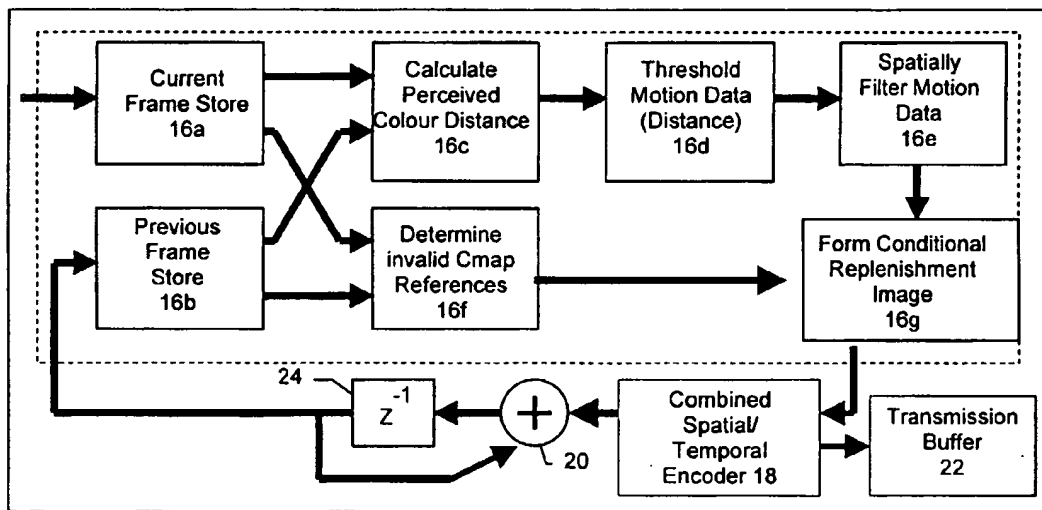 Current
Frame Store
16a
Calculate
Perceived
Colour Distance
16c
Threshold
Motion Data
(Distance)
16d
Spatially
Filter Motion
Data
16e
Previous
Frame
Store
16b
Determine
invalid Cmap
References
16f
Form Conditional
Replenishment
Image
16g
24
z-1
+
20
Combined
Spatial/
Temporal
Encoder 18
Transmission
Buffer
22